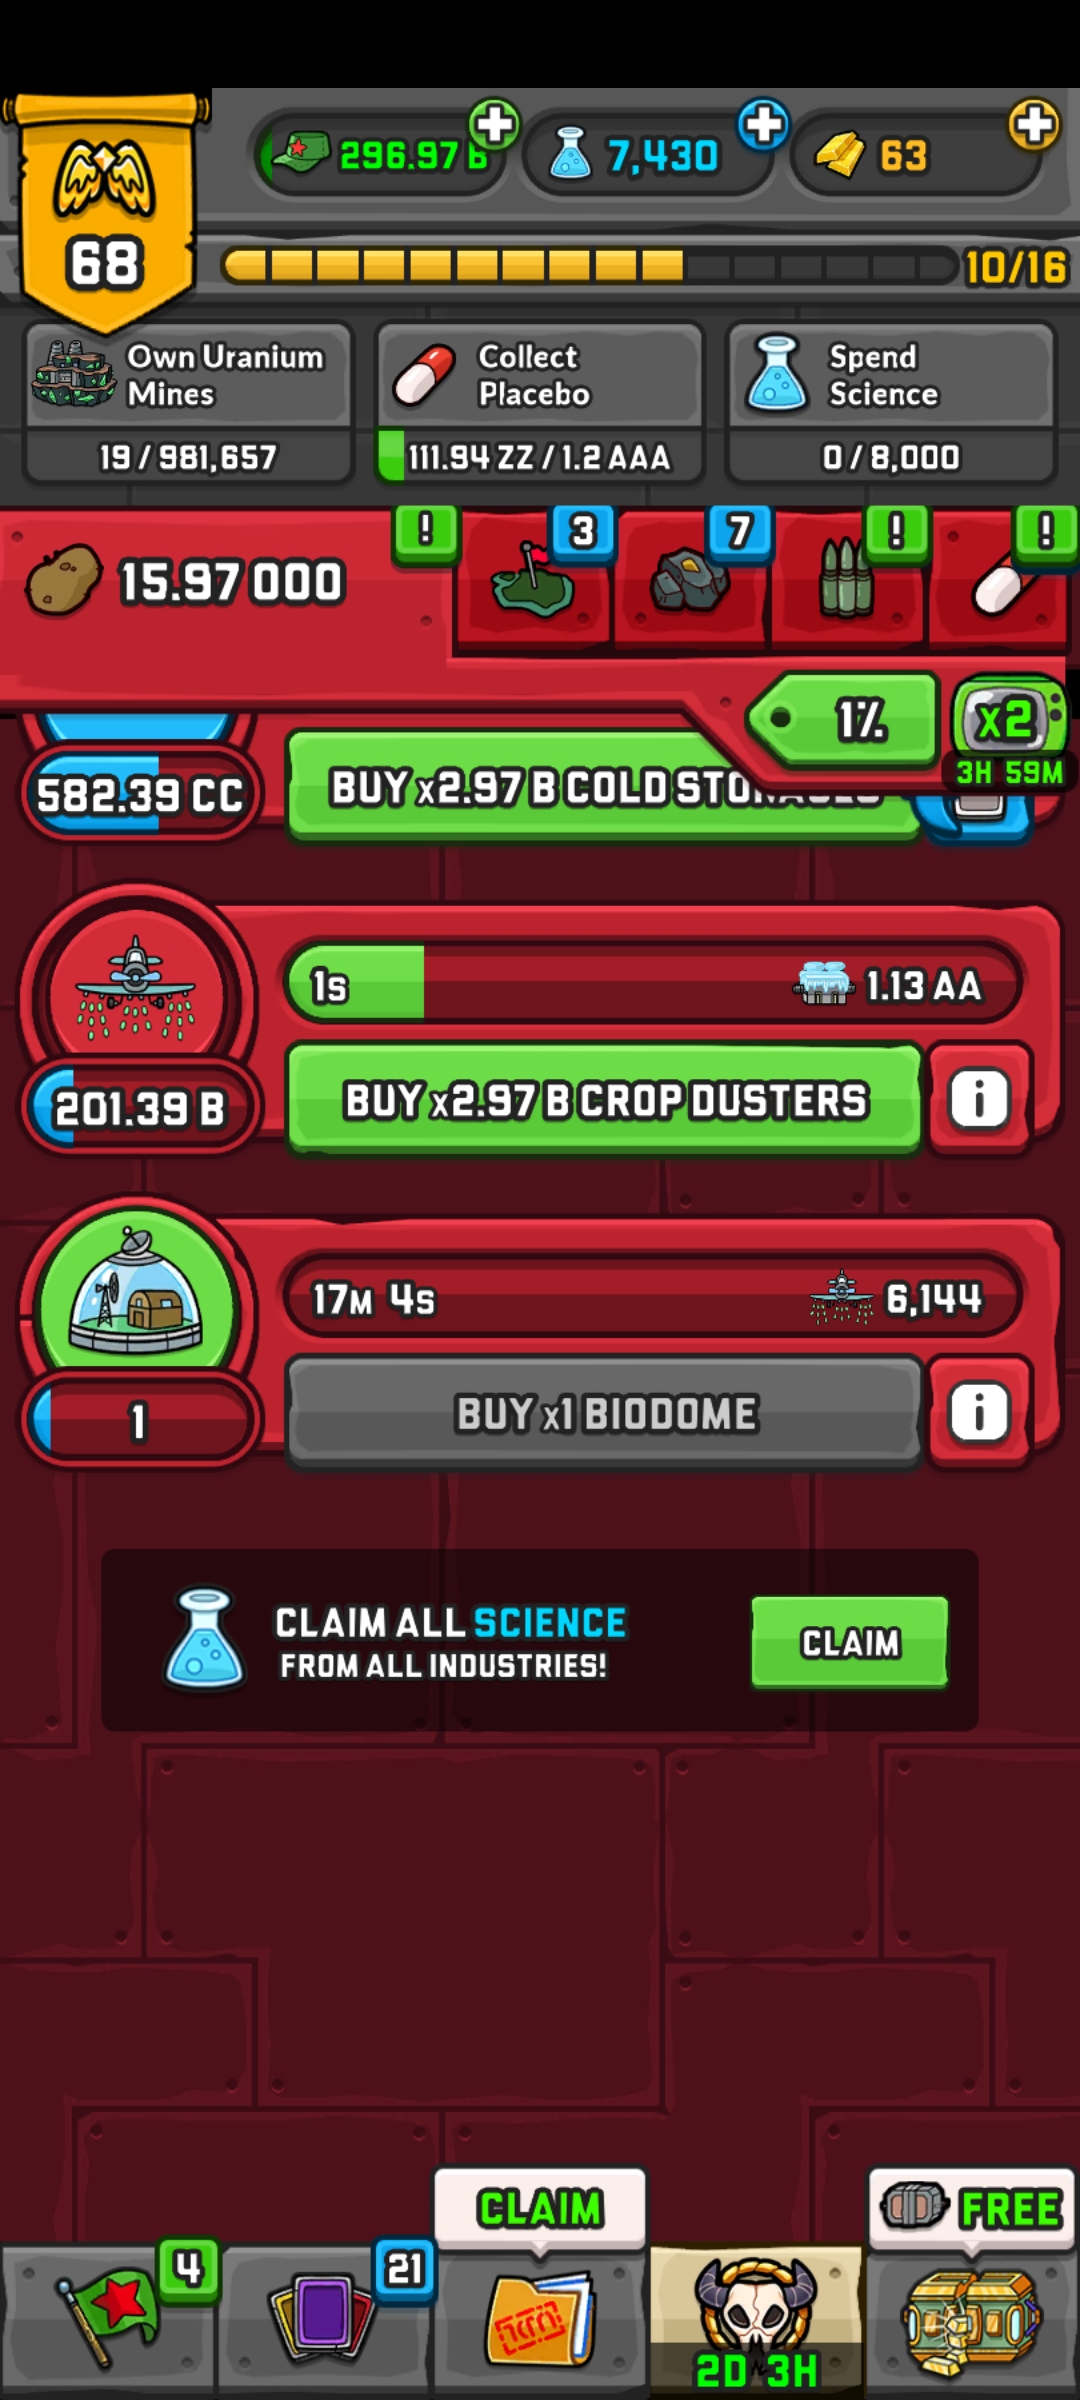 296.97 B
7,430
63
68
10/16
Own Uranium
Mines
19 / 981,657
Collect
Placebo
111.94 ZZ / 1.2 AAA
Spend
Science
0 / 8,000
15.97 000
!
3
7
!
!
1%
x2
3H 59M
582.39 CC
BUY x2.97 B COLD STORAGES
1s
1.13 AA
201.39 B
BUY x2.97 B CROP DUSTERS
i
17M 4s
6,144
1
BUY x1 BIODOME
i
CLAIM ALL SCIENCE
FROM ALL INDUSTRIES!
CLAIM
CLAIM
FREE
4
21
2D 3H